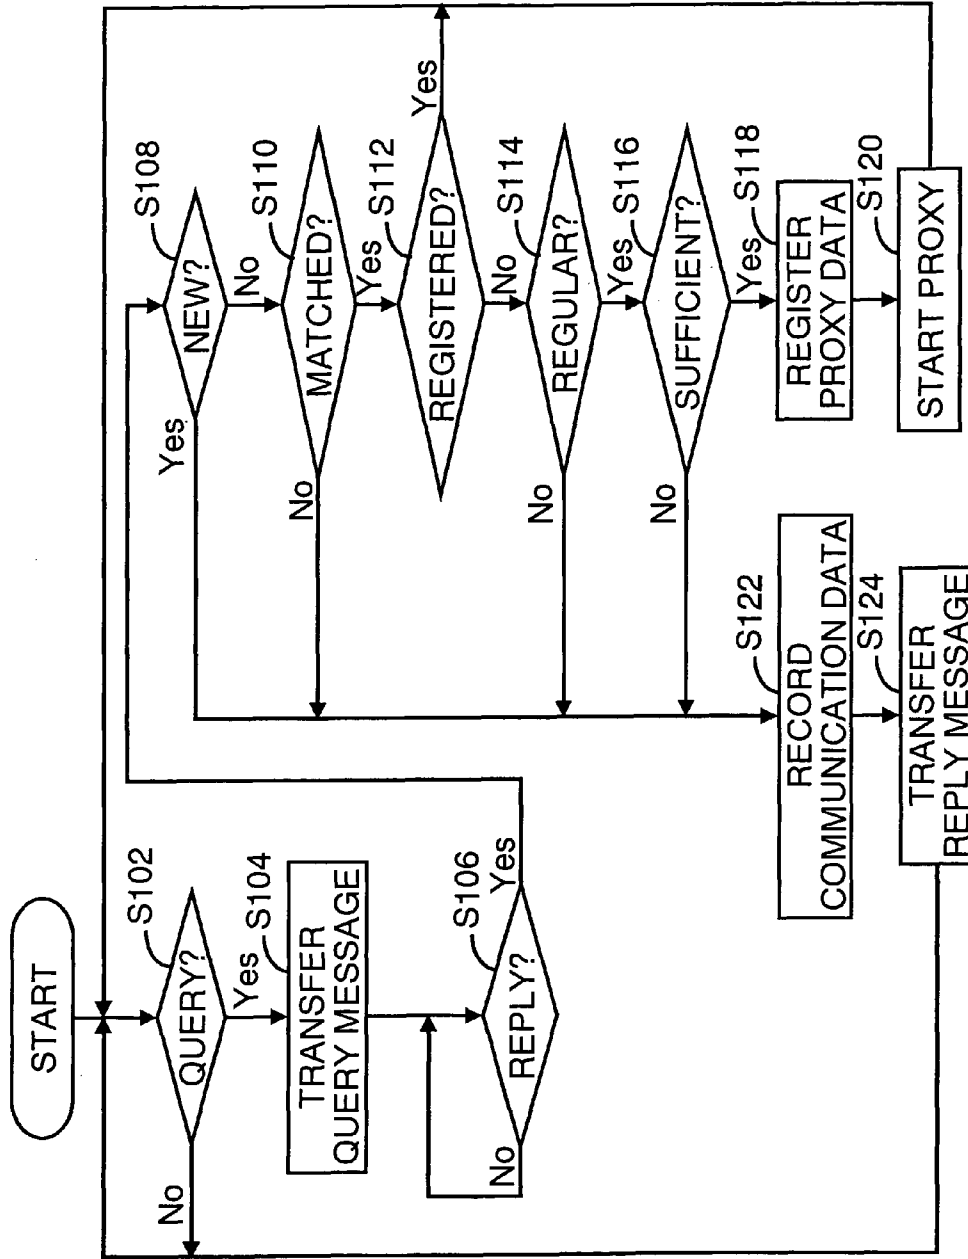 START
QUERY?
S102
No
Yes
TRANSFER
QUERY MESSAGE
S104
REPLY?
S106
No
Yes
NEW?
S108
Yes
No
MATCHED?
S110
No
Yes
REGISTERED?
S112
Yes
No
REGULAR?
S114
No
Yes
SUFFICIENT?
S116
No
Yes
REGISTER
PROXY DATA
S118
START PROXY
S120
RECORD
COMMUNICATION DATA
S122
TRANSFER
REPLY MESSAGE
S124